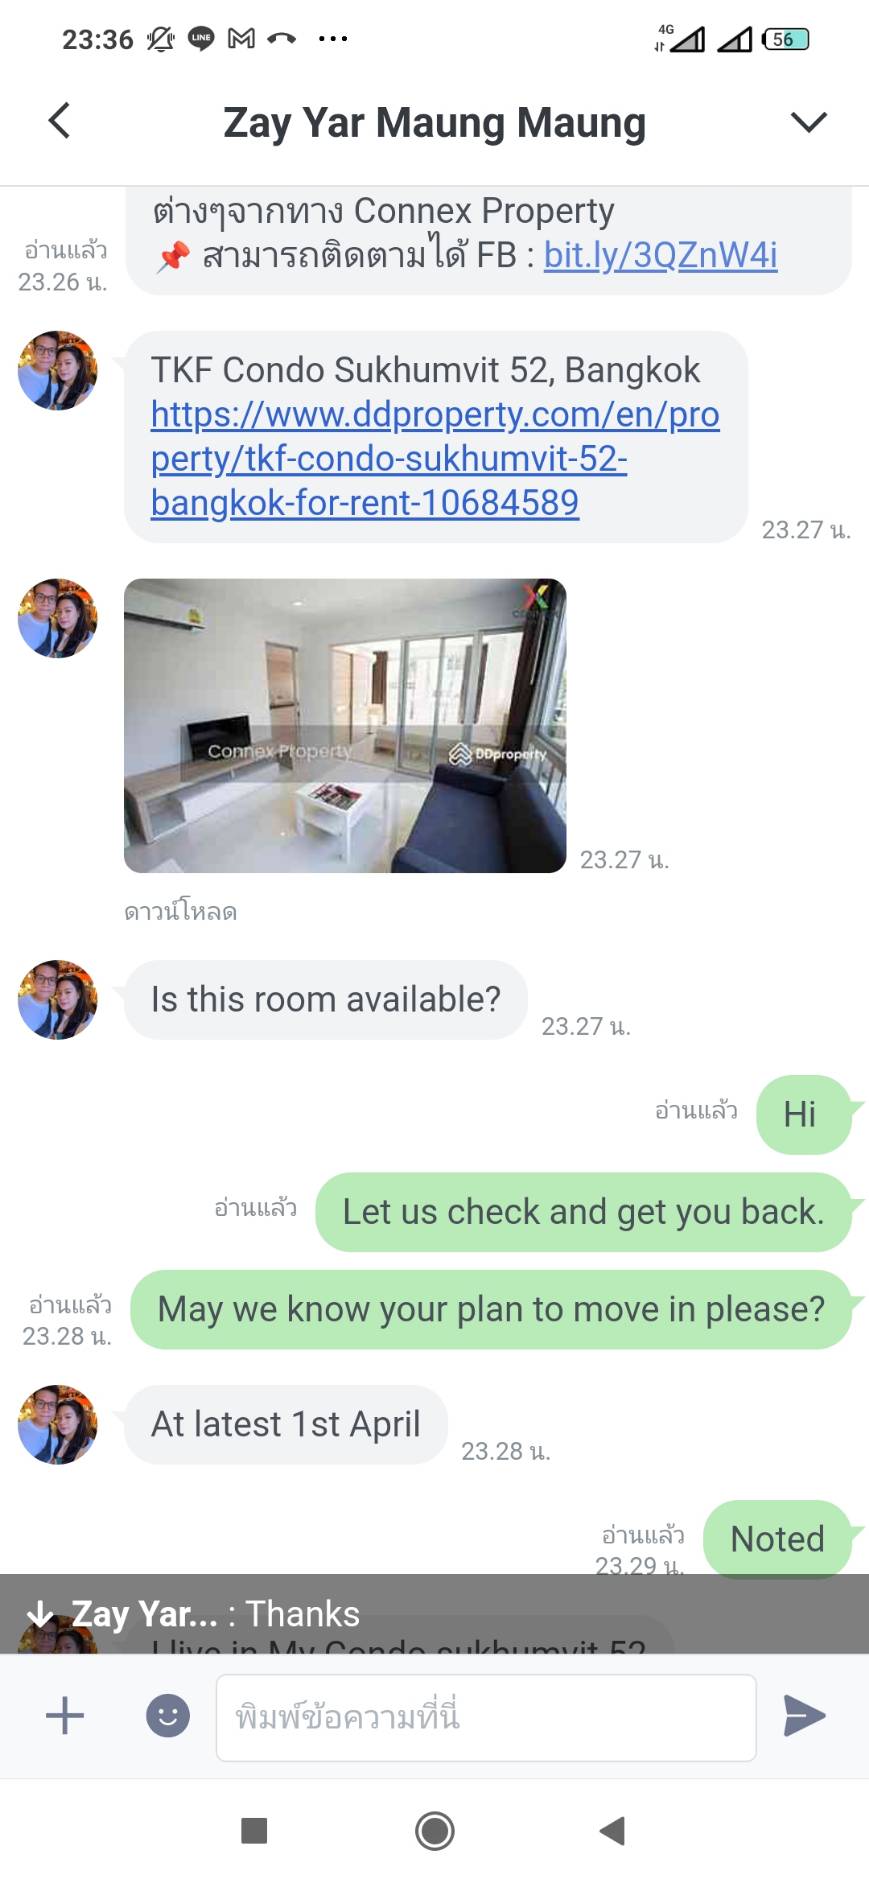 23:36
LINE
4G
56
Zay Yar Maung Maung
ต่างๆจากทาง Connex Property
📌 สามารถติดตามได้ FB : bit.ly/3QZnW4i
อ่านแล้ว
23.26 น.
TKF Condo Sukhumvit 52, Bangkok
https://www.ddproperty.com/en/pro
perty/tkf-condo-sukhumvit-52-
bangkok-for-rent-10684589
23.27 น.
Connex Property
DDproperty
23.27 น.
ดาวน์โหลด
Is this room available?
23.27 น.
อ่านแล้ว
Hi
อ่านแล้ว
Let us check and get you back.
อ่านแล้ว
23.28 น.
May we know your plan to move in please?
At latest 1st April
23.28 น.
อ่านแล้ว
23.29 น.
Noted
Zay Yar... : Thanks
I live in My Condo sukhumvit 52
พิมพ์ข้อความที่นี่